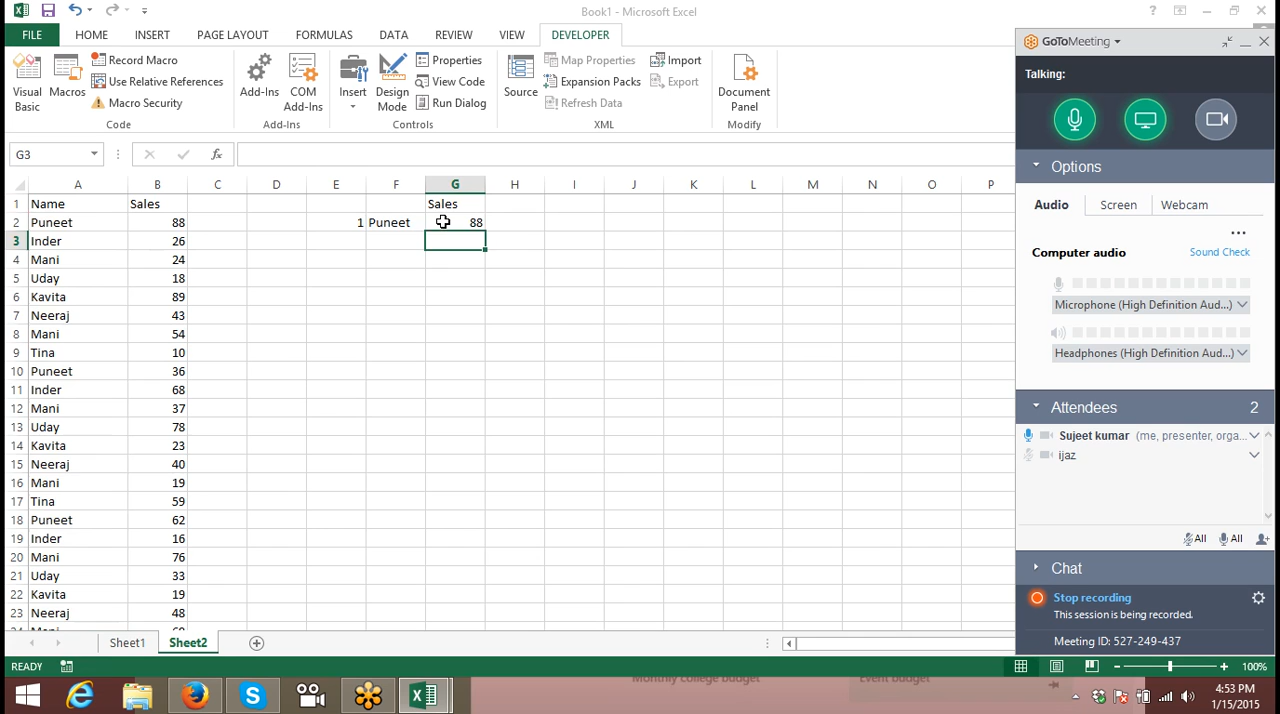 Book1 - Microsoft Excel
FILE HOME INSERT PAGE LAYOUT FORMULAS DATA REVIEW VIEW DEVELOPER
Visual Basic
Macros
Record Macro
Use Relative References
Macro Security
Code
Add-Ins
COM Add-Ins
Add-Ins
Insert
Design Mode
Properties
View Code
Run Dialog
Controls
Source
Map Properties
Expansion Packs
Refresh Data
Import
Export
XML
Document Panel
Modify
G3
fx
A B C D E F G H I J K L M N O P
1 Name Sales Sales
2 Puneet 88 1 Puneet 88
3 Inder 26
4 Mani 24
5 Uday 18
6 Kavita 89
7 Neeraj 43
8 Mani 54
9 Tina 10
10 Puneet 36
11 Inder 68
12 Mani 37
13 Uday 78
14 Kavita 23
15 Neeraj 40
16 Mani 19
17 Tina 59
18 Puneet 62
19 Inder 16
20 Mani 76
21 Uday 33
22 Kavita 19
23 Neeraj 48
Sheet1 Sheet2
READY
100%
GoToMeeting
Talking:
Options
Audio Screen Webcam
Computer audio Sound Check
Microphone (High Definition Aud...)
Headphones (High Definition Aud...)
Attendees 2
Sujeet kumar (me, presenter, orga...
ijaz
All All
Chat
Stop recording
This session is being recorded.
Meeting ID: 527-249-437
Monthly college budget
Event budget
4:53 PM
1/15/2015